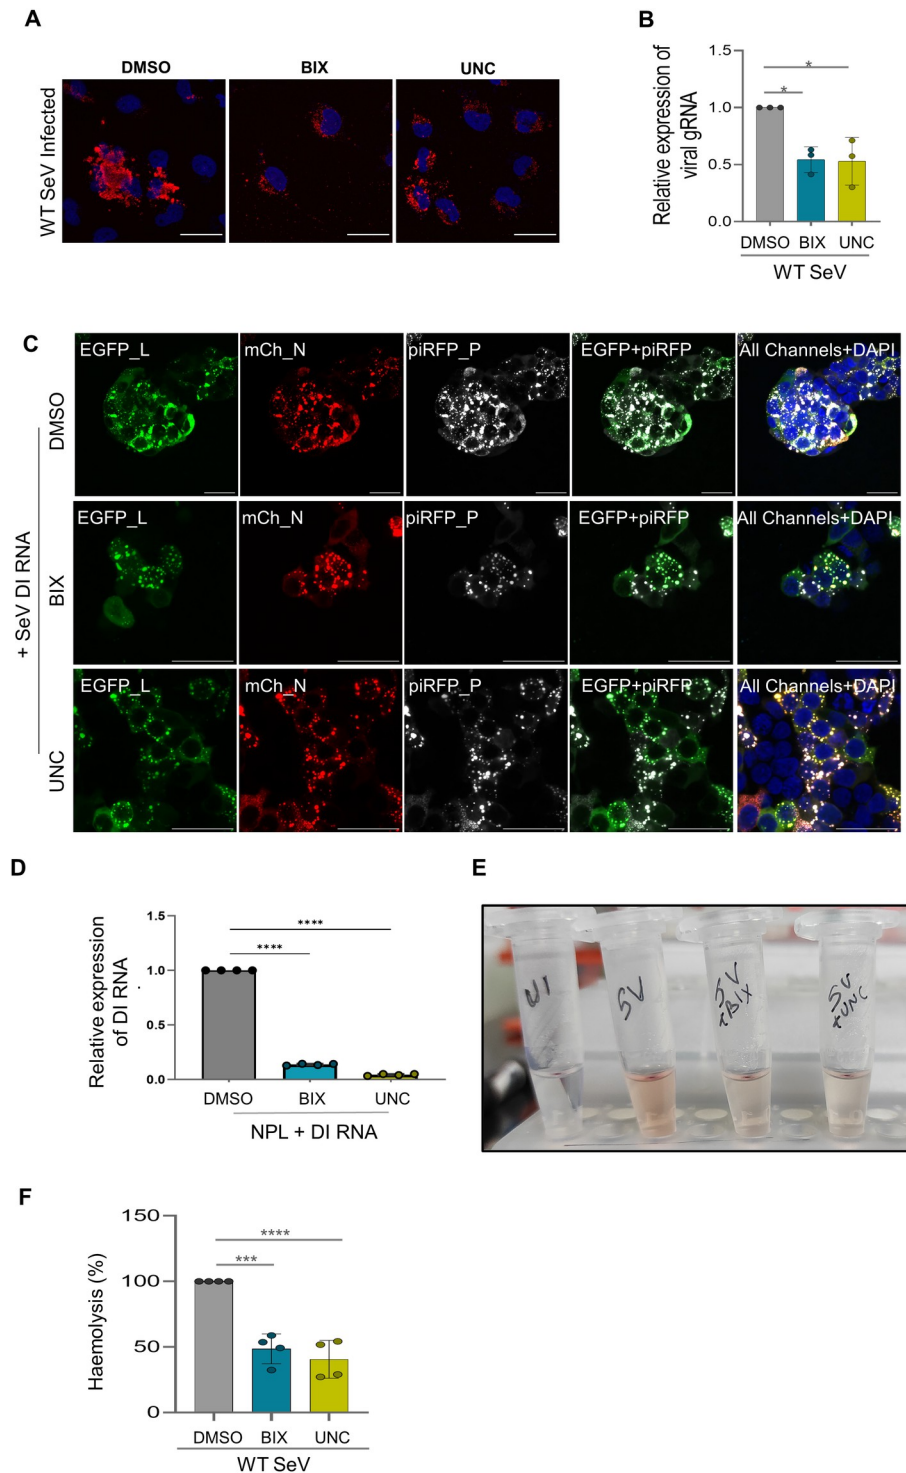 A
DMSO BIX UNC
WT SeV Infected
B
Relative expression of
viral gRNA
1.5
*
*
1.0
0.5
0.0
DMSO BIX UNC
WT SeV
C
EGFP_L mCh_N piRFP_P EGFP+piRFP All Channels+DAPI
DMSO
EGFP_L mCh_N piRFP_P EGFP+piRFP All Channels+DAPI
BIX
+ SeV DI RNA
EGFP_L mCh_N piRFP_P EGFP+piRFP All Channels+DAPI
UNC
D
Relative expression
of DI RNA
1.5
****
****
1.0
0.5
0.0
DMSO BIX UNC
NPL + DI RNA
E
UI
SV
SV
+BIX
SV
+UNC
F
Haemolysis (%)
150
****
***
100
50
0
DMSO BIX UNC
WT SeV